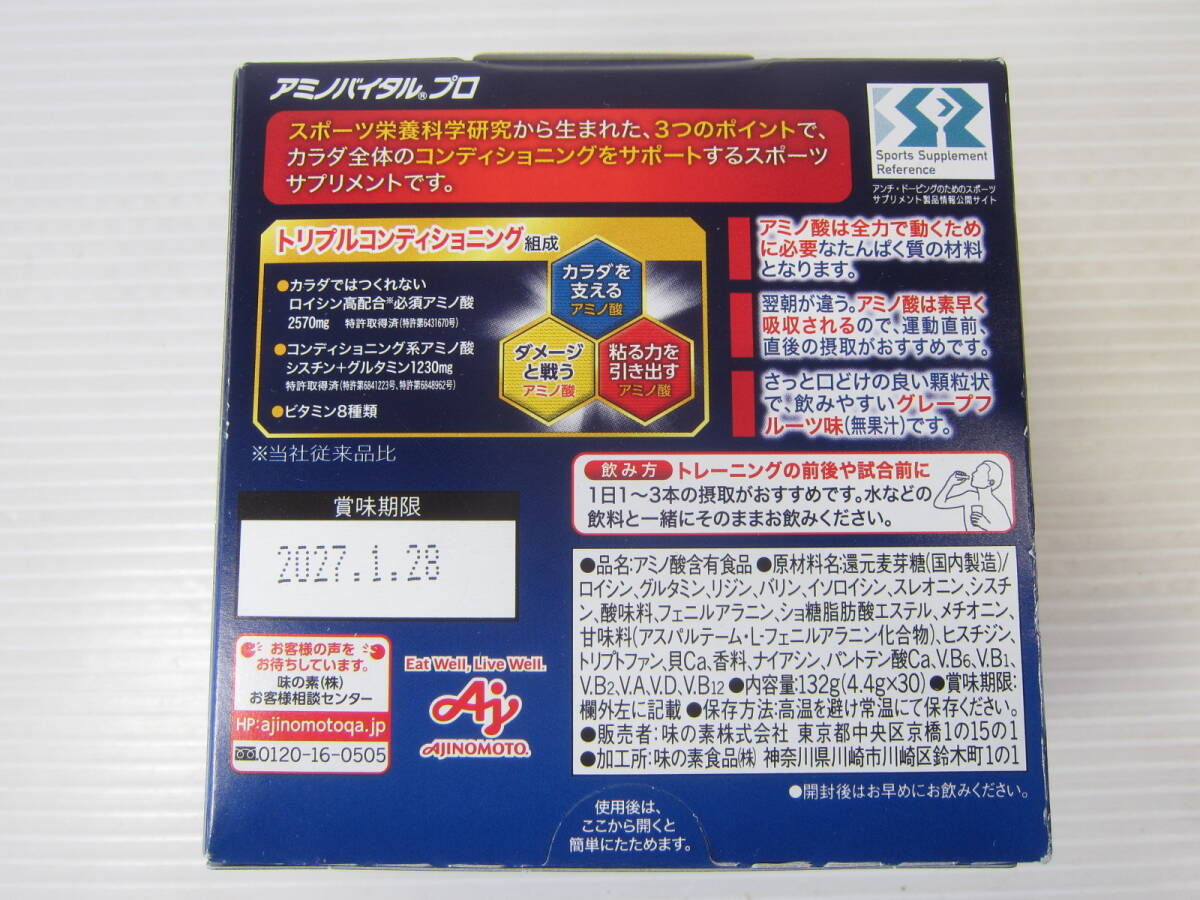 アミノバイタル®プロ
スポーツ栄養科学研究から生まれた、3つのポイントで、
カラダ全体のコンディショニングをサポートするスポーツ
サプリメントです。
Sports Supplement
Reference
アンチ・ドーピングのためのスポーツ
サプリメント製品情報公開サイト
トリプルコンディショニング組成
●カラダではつくれない
ロイシン高配合※必須アミノ酸
2570mg 特許取得済(特許第6431670号)
●コンディショニング系アミノ酸
シスチン+グルタミン1230mg
特許取得済(特許第6841223号、特許第6848962号)
●ビタミン8種類
カラダを
支える
アミノ酸
ダメージ
と戦う
アミノ酸
粘る力を
引き出す
アミノ酸
※当社従来品比
アミノ酸は全力で動くため
に必要なたんぱく質の材料
となります。
翌朝が違う。アミノ酸は素早く
吸収されるので、運動直前、
直後の摂取がおすすめです。
さっと口どけの良い顆粒状
で、飲みやすいグレープフ
ルーツ味(無果汁)です。
飲み方 トレーニングの前後や試合前に
1日1~3本の摂取がおすすめです。水などの
飲料と一緒にそのままお飲みください。
賞味期限
2027.1.28
●品名:アミノ酸含有食品 ●原材料名:還元麦芽糖(国内製造)/
ロイシン、グルタミン、リジン、バリン、イソロイシン、スレオニン、シスチ
ン、酸味料、フェニルアラニン、ショ糖脂肪酸エステル、メチオニン、
甘味料(アスパルテーム・L-フェニルアラニン化合物)、ヒスチジン、
トリプトファン、貝Ca、香料、ナイアシン、パントテン酸Ca、V.B6、V.B1、
V.B2、V.A、V.D、V.B12 ●内容量:132g(4.4g×30) ●賞味期限:
欄外左に記載 ●保存方法:高温を避け常温にて保存ください。
●販売者:味の素株式会社 東京都中央区京橋1の15の1
●加工所:味の素食品㈱ 神奈川県川崎市川崎区鈴木町1の1
●開封後はお早めにお飲みください。
お客様の声を
お待ちしています。
味の素(株)
お客様相談センター
HP:ajinomotoqa.jp
0120-16-0505
Eat Well, Live Well.
Aj
AJINOMOTO.
使用後は、
ここから開くと
簡単にたためます。